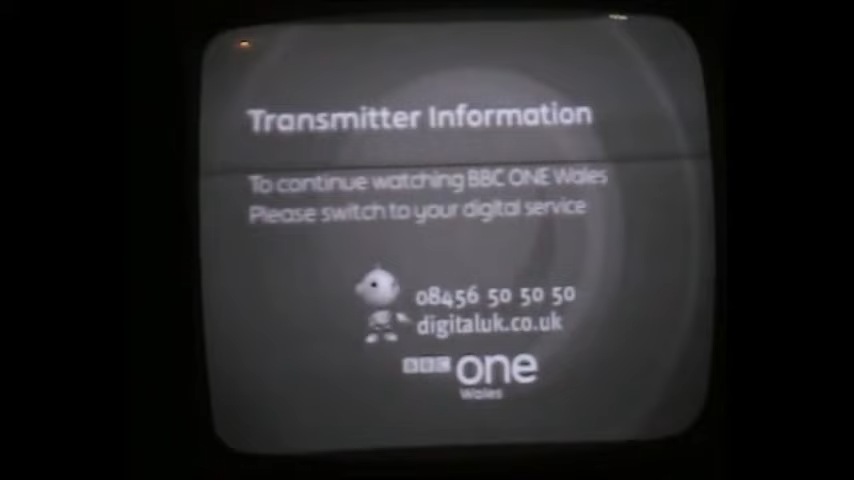 Transmitter Information
To continue watching BBC ONE Wales
Please switch to your digital service
08456 50 50 50
digitaluk.co.uk
BBC one
Wales